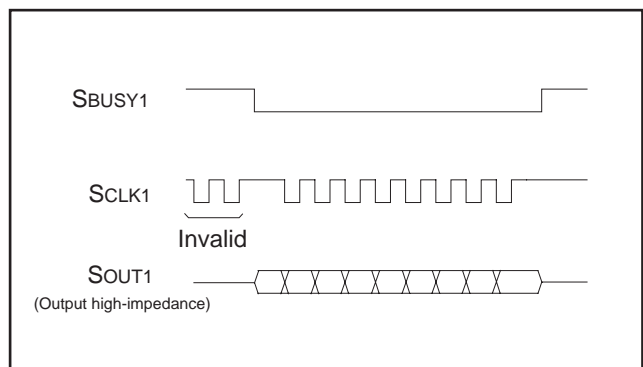 SBUSY1
SCLK1
Invalid
SOUT1
(Output high-impedance)